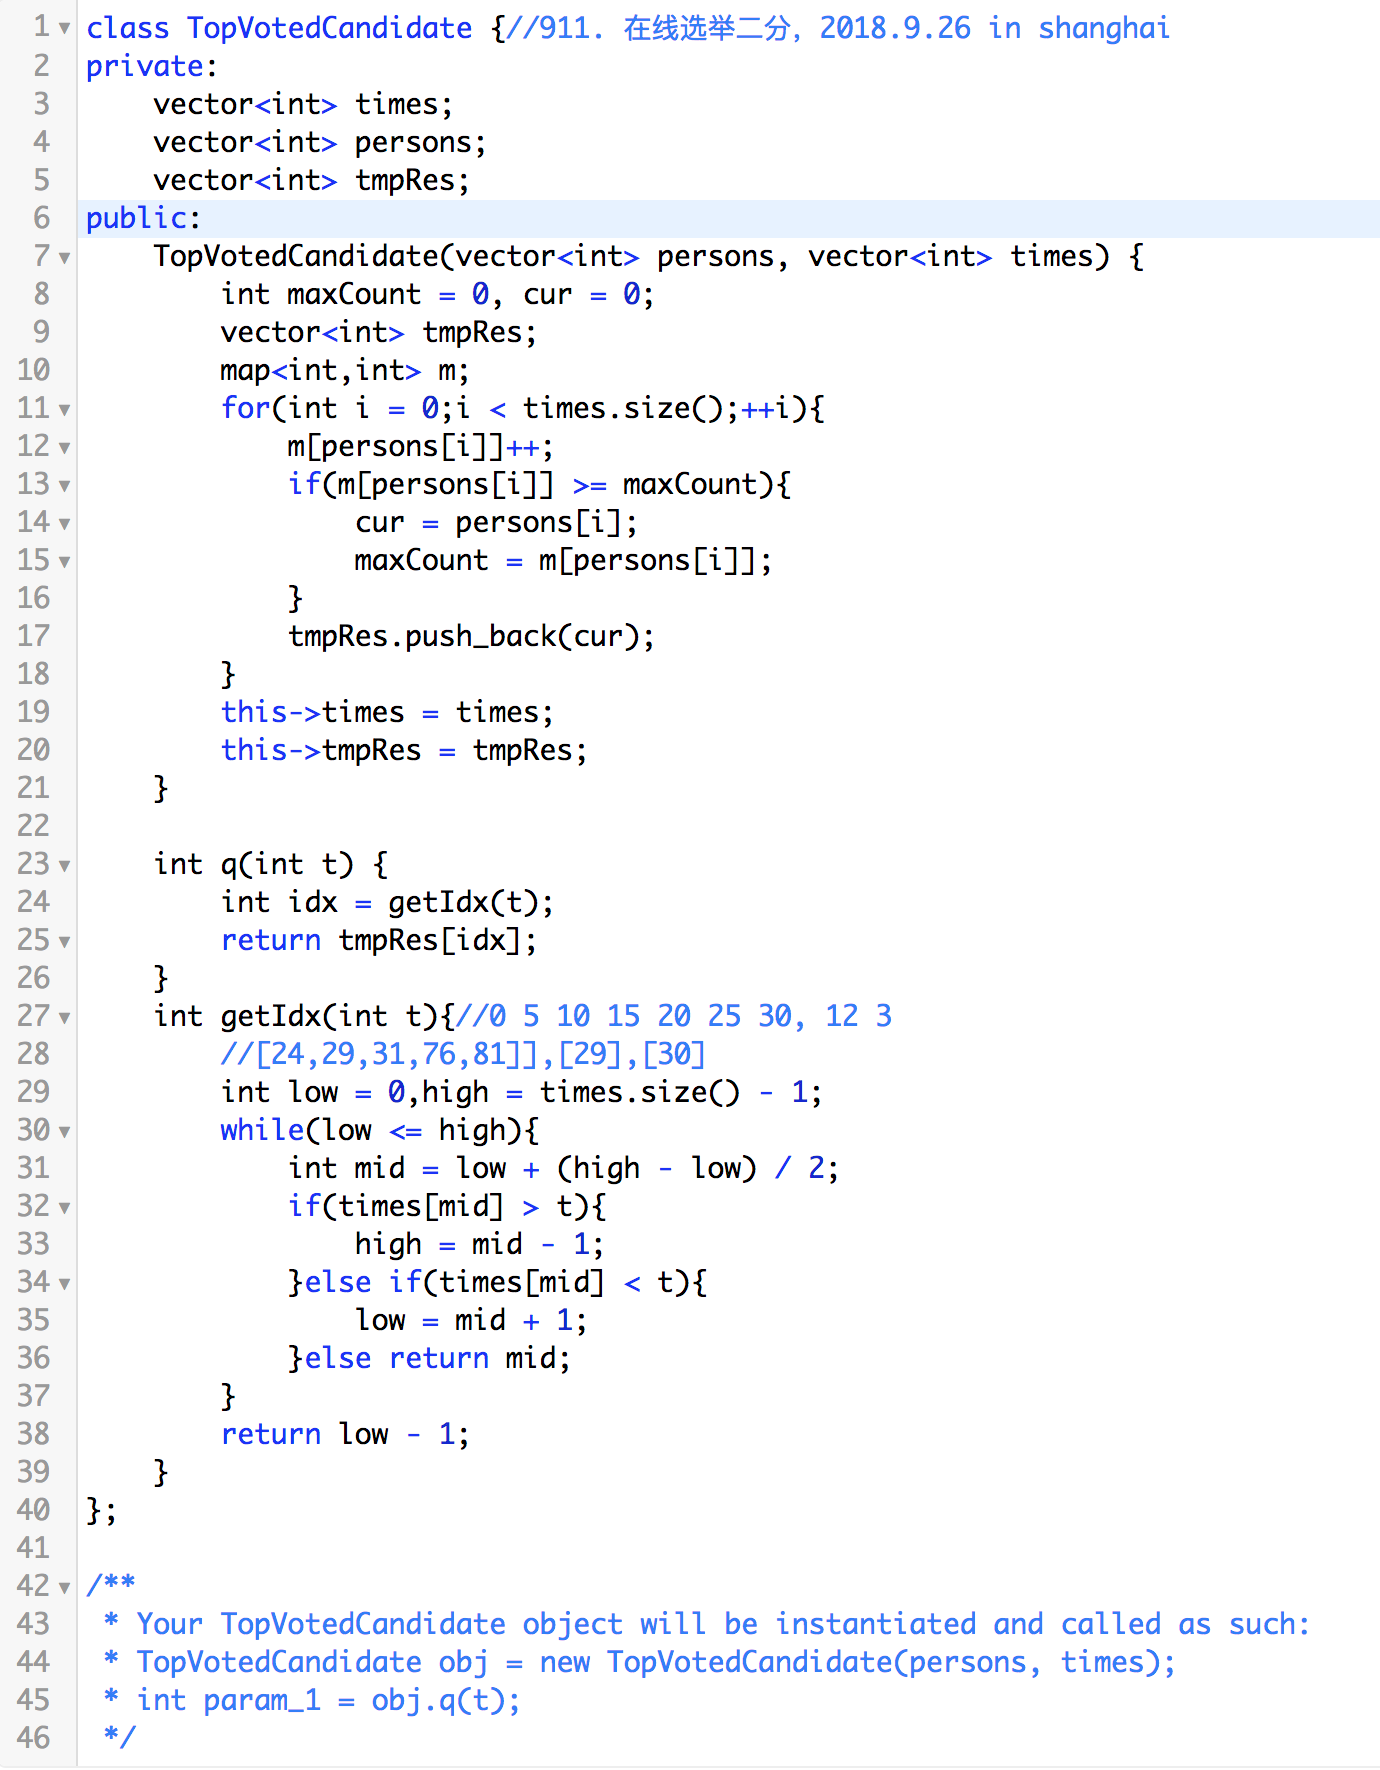 1 class TopVotedCandidate {//911. 在线选举二分, 2018.9.26 in shanghai
2 private:
3     vector<int> times;
4     vector<int> persons;
5     vector<int> tmpRes;
6 public:
7     TopVotedCandidate(vector<int> persons, vector<int> times) {
8         int maxCount = 0, cur = 0;
9         vector<int> tmpRes;
10         map<int,int> m;
11         for(int i = 0;i < times.size();++i){
12             m[persons[i]]++;
13             if(m[persons[i]] >= maxCount){
14                 cur = persons[i];
15                 maxCount = m[persons[i]];
16             }
17             tmpRes.push_back(cur);
18         }
19         this->times = times;
20         this->tmpRes = tmpRes;
21     }
22
23     int q(int t) {
24         int idx = getIdx(t);
25         return tmpRes[idx];
26     }
27     int getIdx(int t){//0 5 10 15 20 25 30, 12 3
28         //[24,29,31,76,81]],[29],[30]
29         int low = 0,high = times.size() - 1;
30         while(low <= high){
31             int mid = low + (high - low) / 2;
32             if(times[mid] > t){
33                 high = mid - 1;
34             }else if(times[mid] < t){
35                 low = mid + 1;
36             }else return mid;
37         }
38         return low - 1;
39     }
40 };
41
42 /**
43  * Your TopVotedCandidate object will be instantiated and called as such:
44  * TopVotedCandidate obj = new TopVotedCandidate(persons, times);
45  * int param_1 = obj.q(t);
46  */